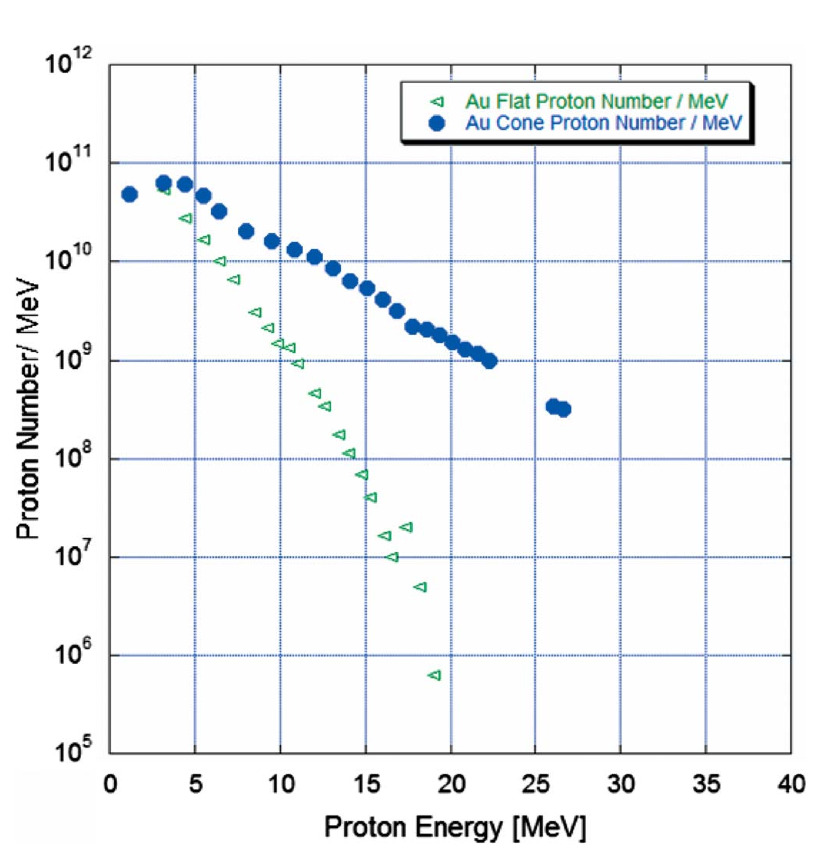 10^12
Au Flat Proton Number / MeV
Au Cone Proton Number / MeV
10^11
10^10
10^9
10^8
10^7
10^6
10^5
Proton Number/ MeV
0 5 10 15 20 25 30 35 40
Proton Energy [MeV]